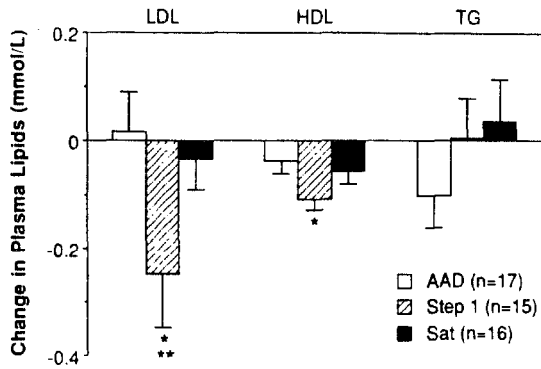 LDL HDL TG
Change in Plasma Lipids (mmol/L)
0.2
0
-0.2
-0.4
*
**
*
AAD (n=17)
Step 1 (n=15)
Sat (n=16)